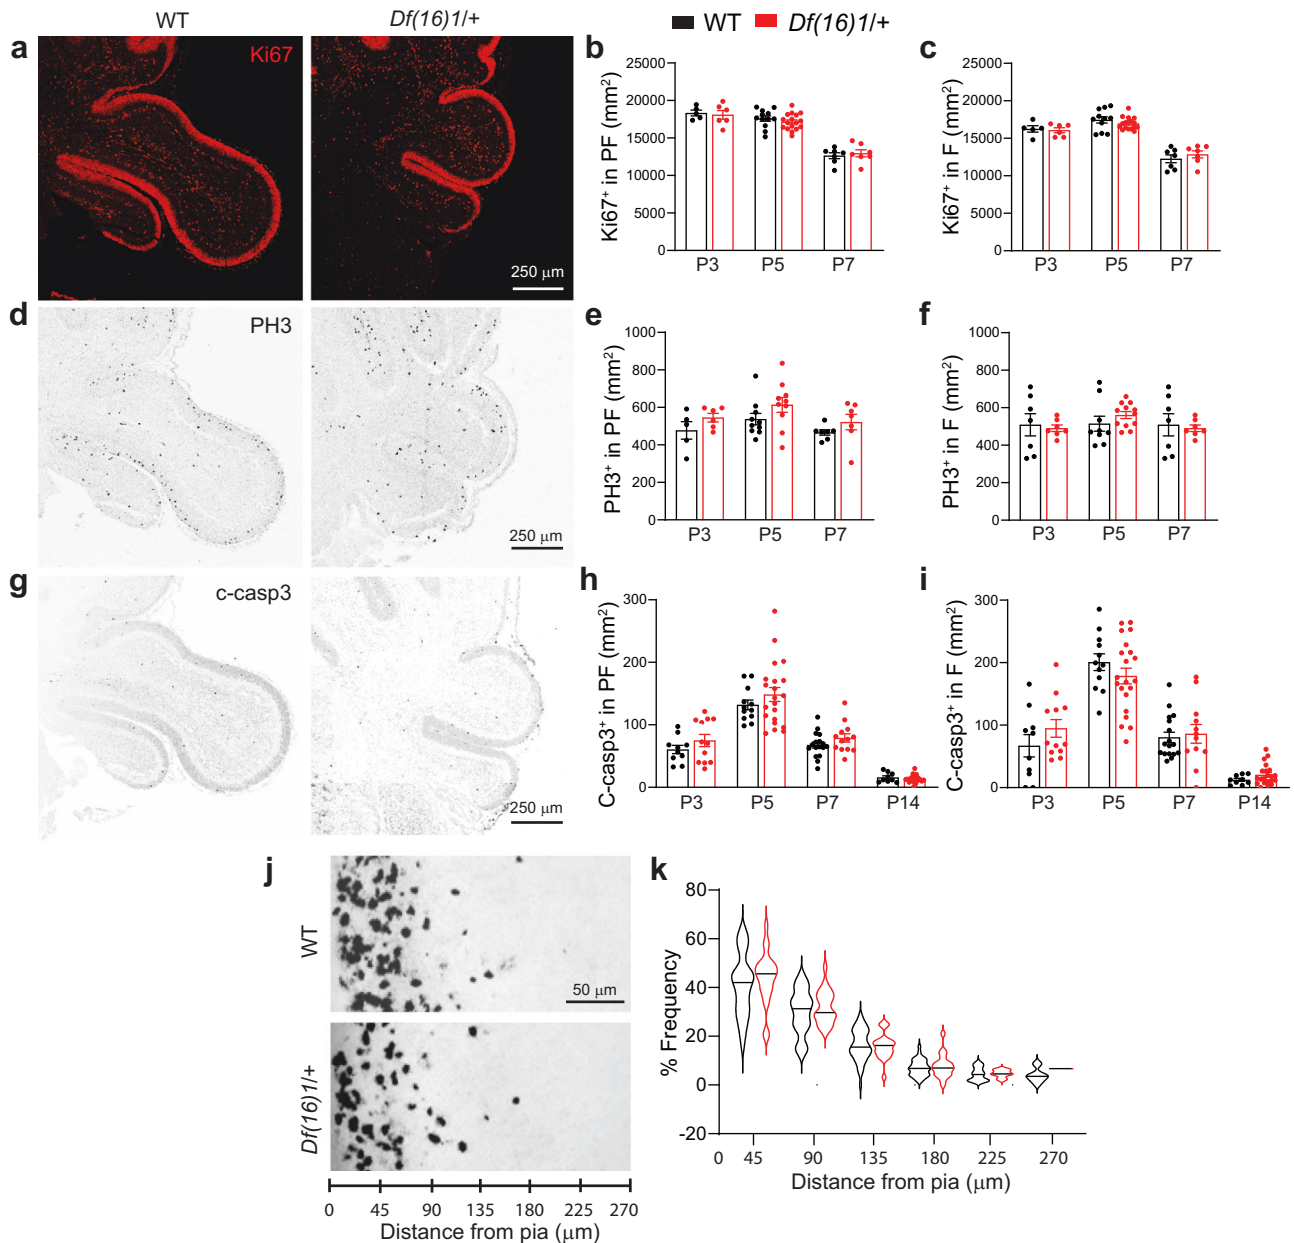 WT
Df(16)1/+
WT Df(16)1/+
a
Ki67
250 µm
b
Ki67⁺ in PF (mm²)
25000
20000
15000
10000
5000
0
P3 P5 P7
c
Ki67⁺ in F (mm²)
25000
20000
15000
10000
5000
0
P3 P5 P7
d
PH3
250 µm
e
PH3⁺ in PF (mm²)
1000
800
600
400
200
0
P3 P5 P7
f
PH3⁺ in F (mm²)
1000
800
600
400
200
0
P3 P5 P7
g
c-casp3
250 µm
h
C-casp3⁺ in PF (mm²)
300
200
100
0
P3 P5 P7 P14
i
C-casp3⁺ in F (mm²)
300
200
100
0
P3 P5 P7 P14
j
WT
50 µm
Df(16)1/+
0 45 90 135 180 225 270
Distance from pia (µm)
k
% Frequency
80
60
40
20
0
-20
0 45 90 135 180 225 270
Distance from pia (µm)